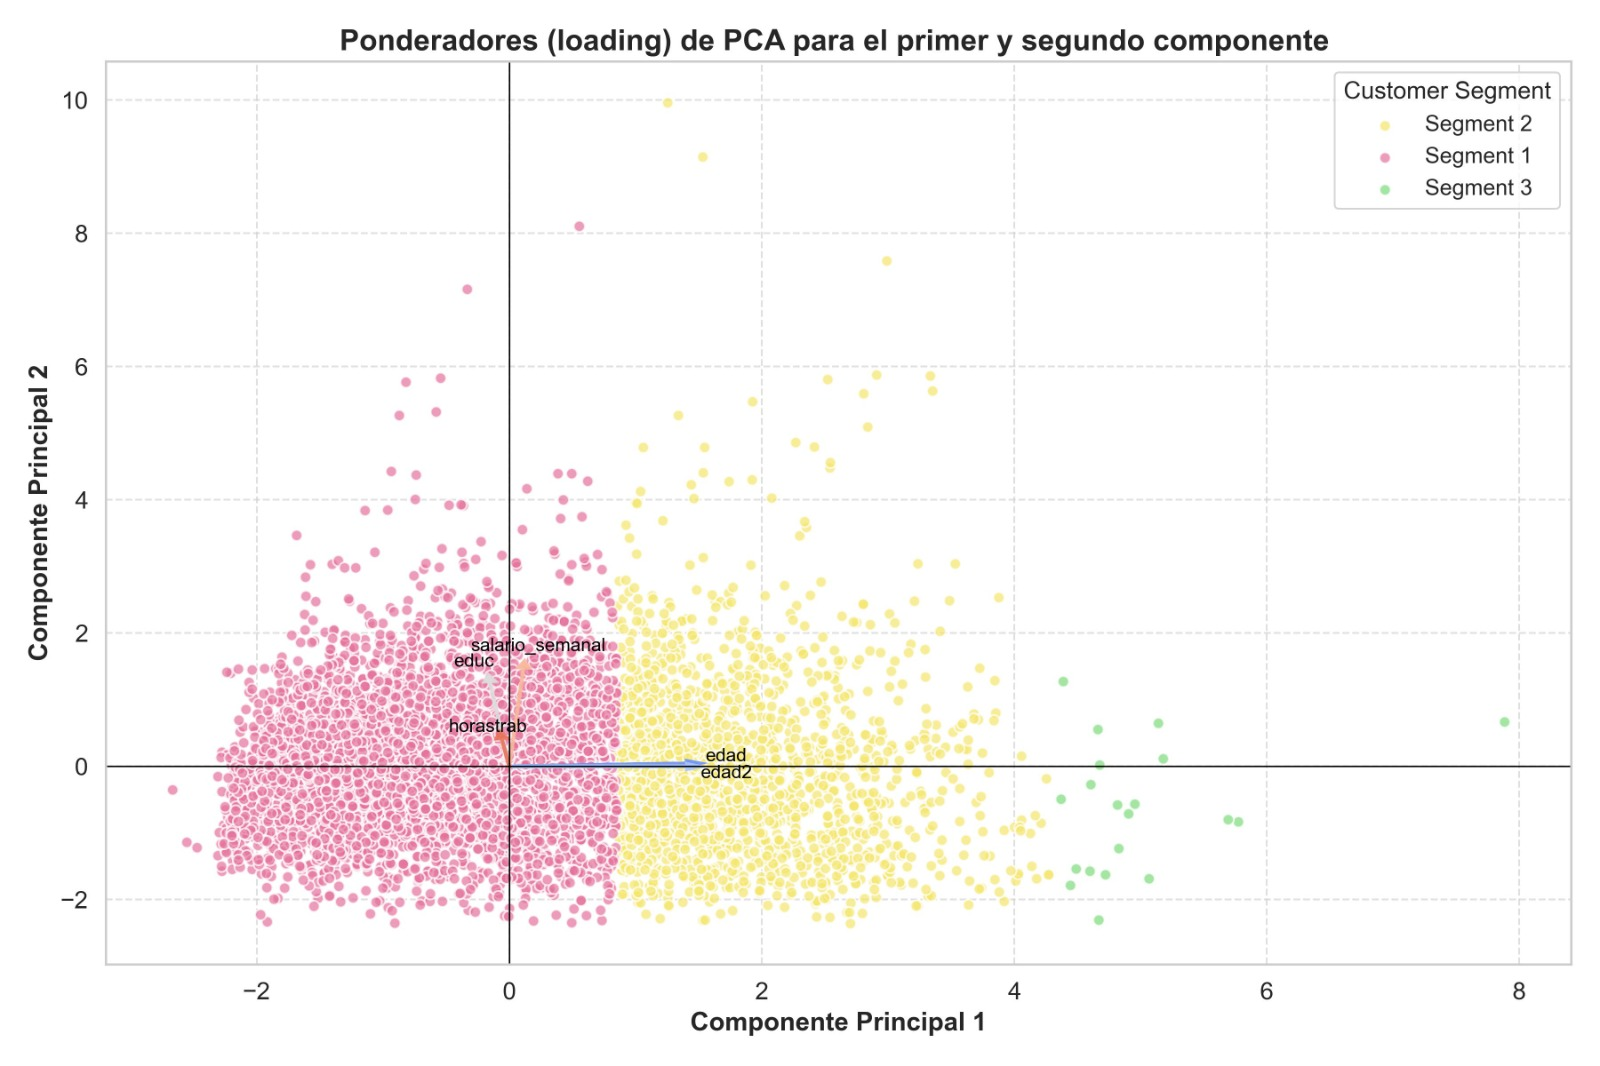 Ponderadores (loading) de PCA para el primer y segundo componente
Customer Segment
Segment 2
Segment 1
Segment 3
Componente Principal 2
10
8
6
4
2
0
−2
salario_semanal
educ
horastrab
edad
edad2
−2
0
2
4
6
8
Componente Principal 1